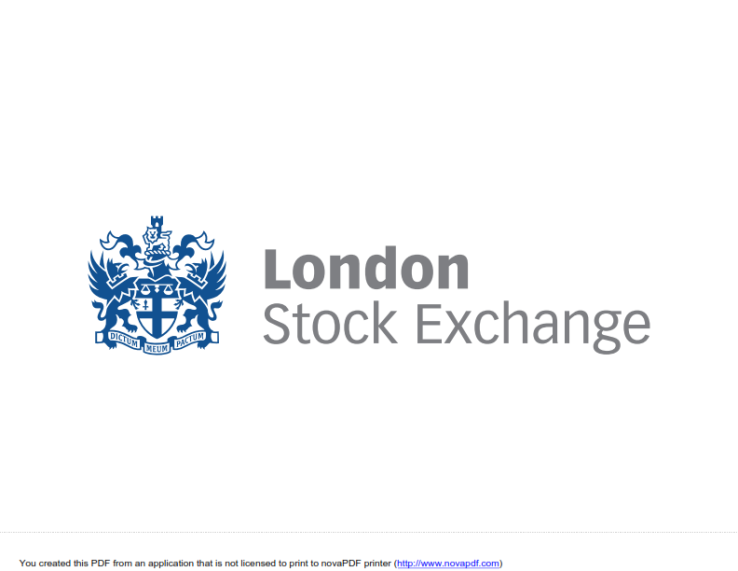 London
Stock Exchange
DICTUM MEUM PACTUM
You created this PDF from an application that is not licensed to print to novaPDF printer (http://www.novapdf.com)